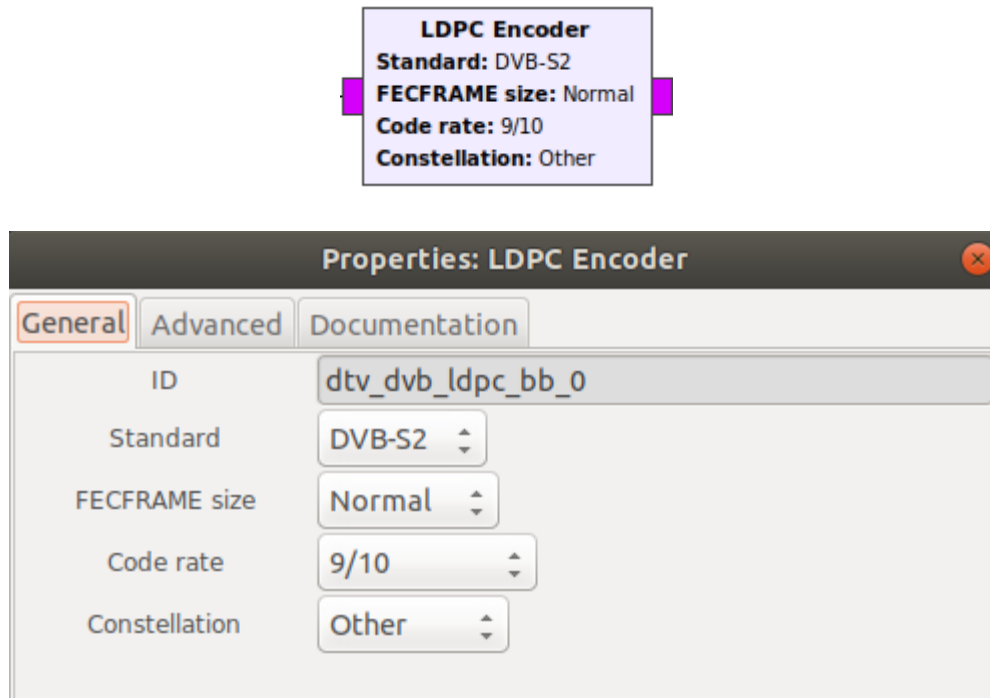 LDPC Encoder
Standard: DVB-S2
FECFRAME size: Normal
Code rate: 9/10
Constellation: Other
Properties: LDPC Encoder
General Advanced Documentation
ID dtv_dvb_ldpc_bb_0
Standard DVB-S2
FECFRAME size Normal
Code rate 9/10
Constellation Other